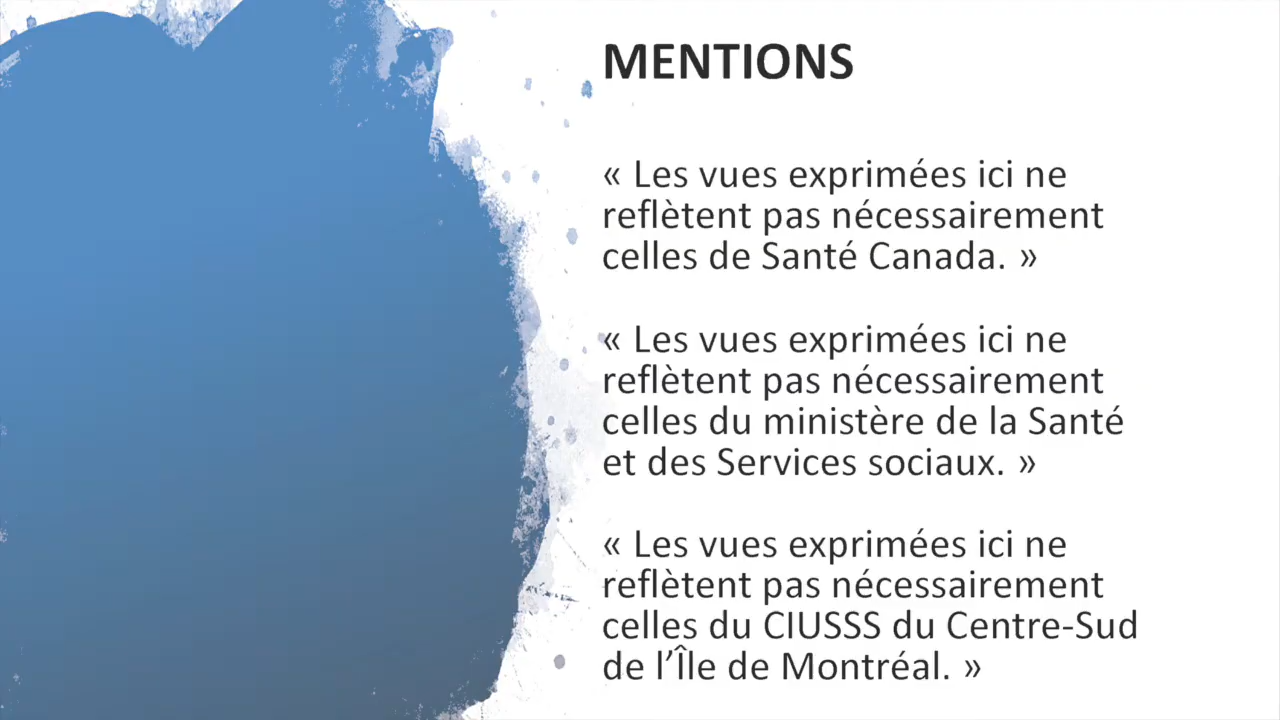 MENTIONS
« Les vues exprimées ici ne
reflètent pas nécessairement
celles de Santé Canada. »
« Les vues exprimées ici ne
reflètent pas nécessairement
celles du ministère de la Santé
et des Services sociaux. »
« Les vues exprimées ici ne
reflètent pas nécessairement
celles du CIUSSS du Centre-Sud
de l’Île de Montréal. »